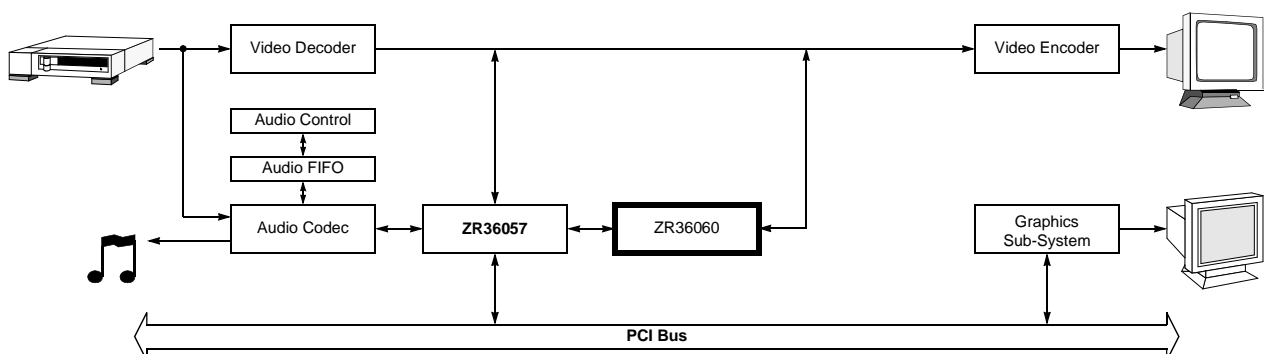 Video Decoder
Video Encoder
Audio Control
Audio FIFO
Audio Codec
ZR36057
ZR36060
Graphics
Sub-System
PCI Bus